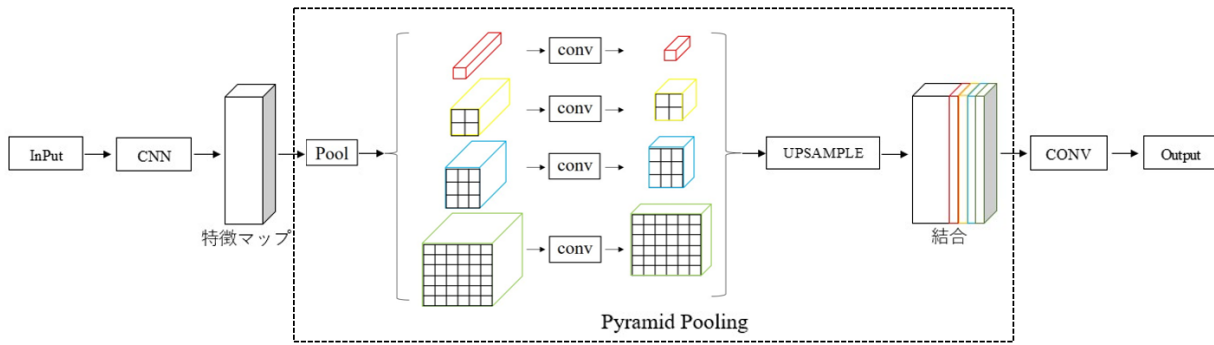 InPut
CNN
特徴マップ
Pool
conv
conv
conv
conv
UPSAMPLE
結合
CONV
Output
Pyramid Pooling